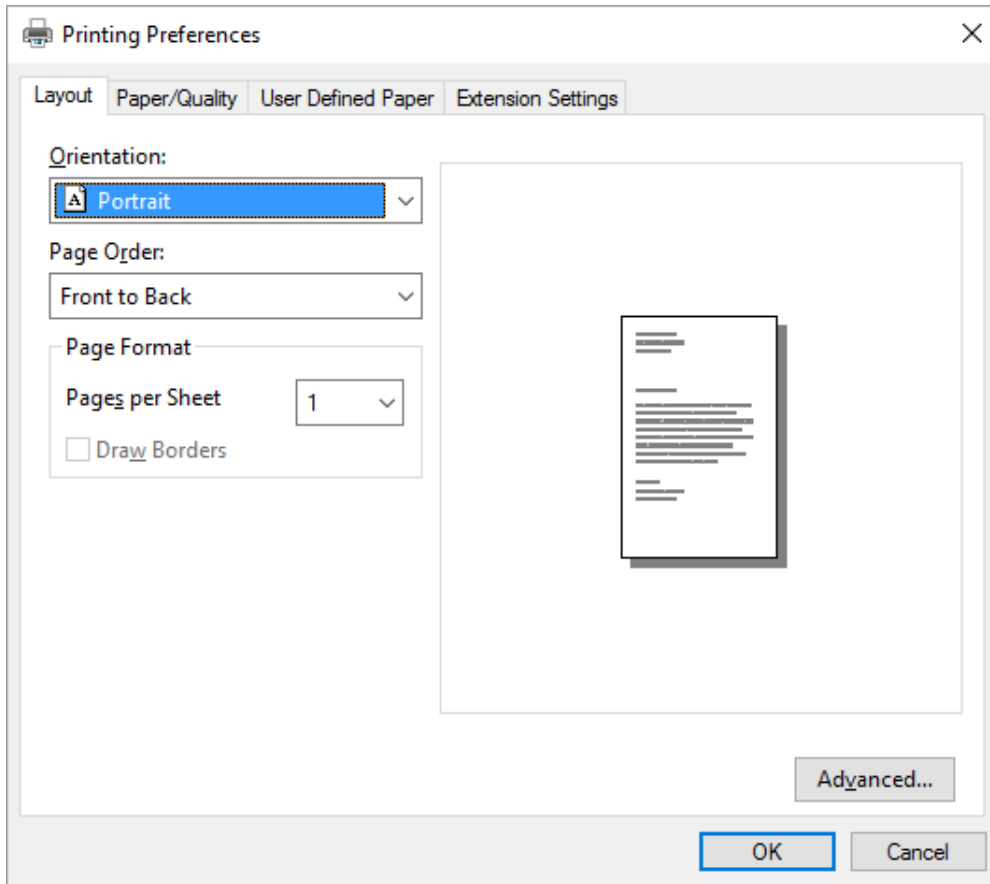 Printing Preferences
Layout Paper/Quality User Defined Paper Extension Settings
Orientation:
A Portrait
Page Order:
Front to Back
Page Format
Pages per Sheet 1
Draw Borders
Advanced...
OK Cancel